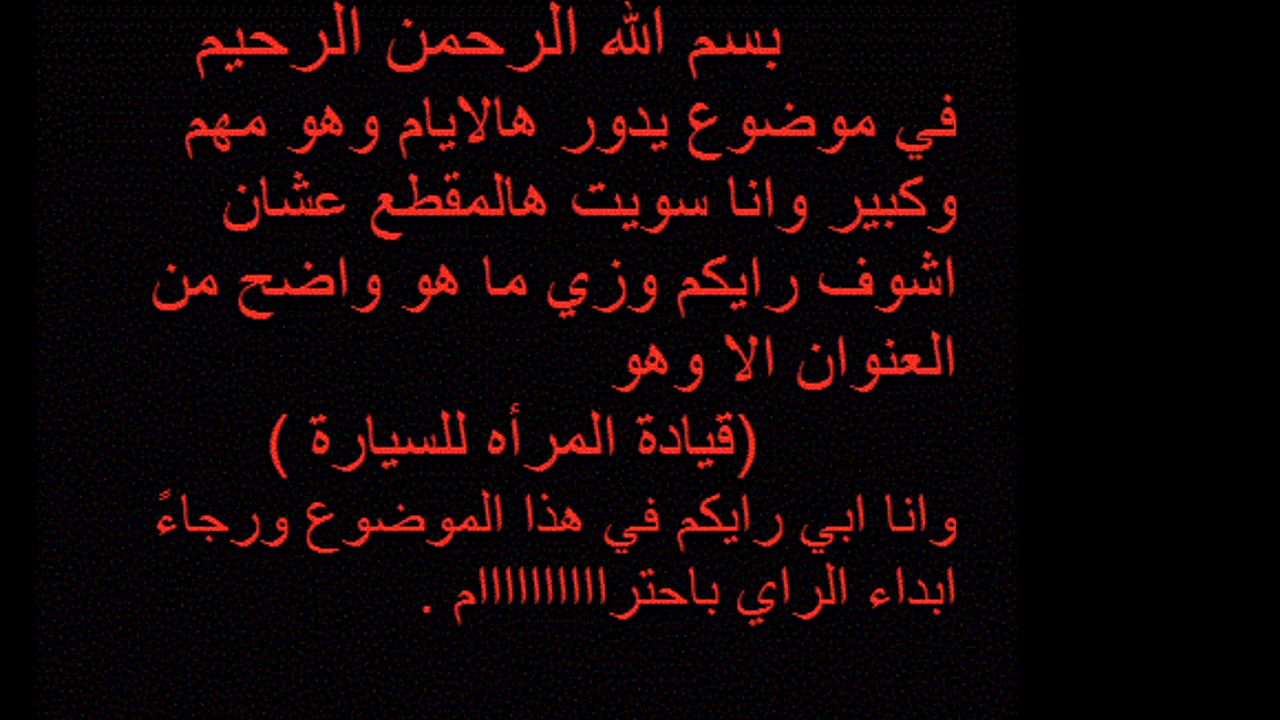 بسم الله الرحمن الرحيم
في موضوع يدور هالايام وهو مهم
وكبير وانا سويت هالمقطع عشان
اشوف رايكم وزي ما هو واضح من
العنوان الا وهو
(قيادة المرأه للسيارة )
وانا ابي رايكم في هذا الموضوع ورجاءً
ابداء الراي باحترااااااااااام .